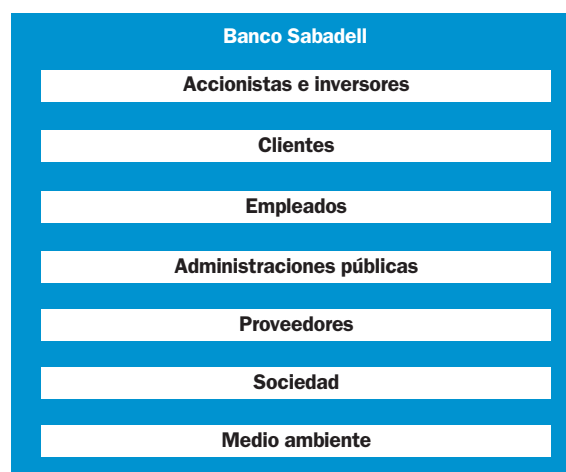 Banco Sabadell
Accionistas e inversores
Clientes
Empleados
Administraciones públicas
Proveedores
Sociedad
Medio ambiente